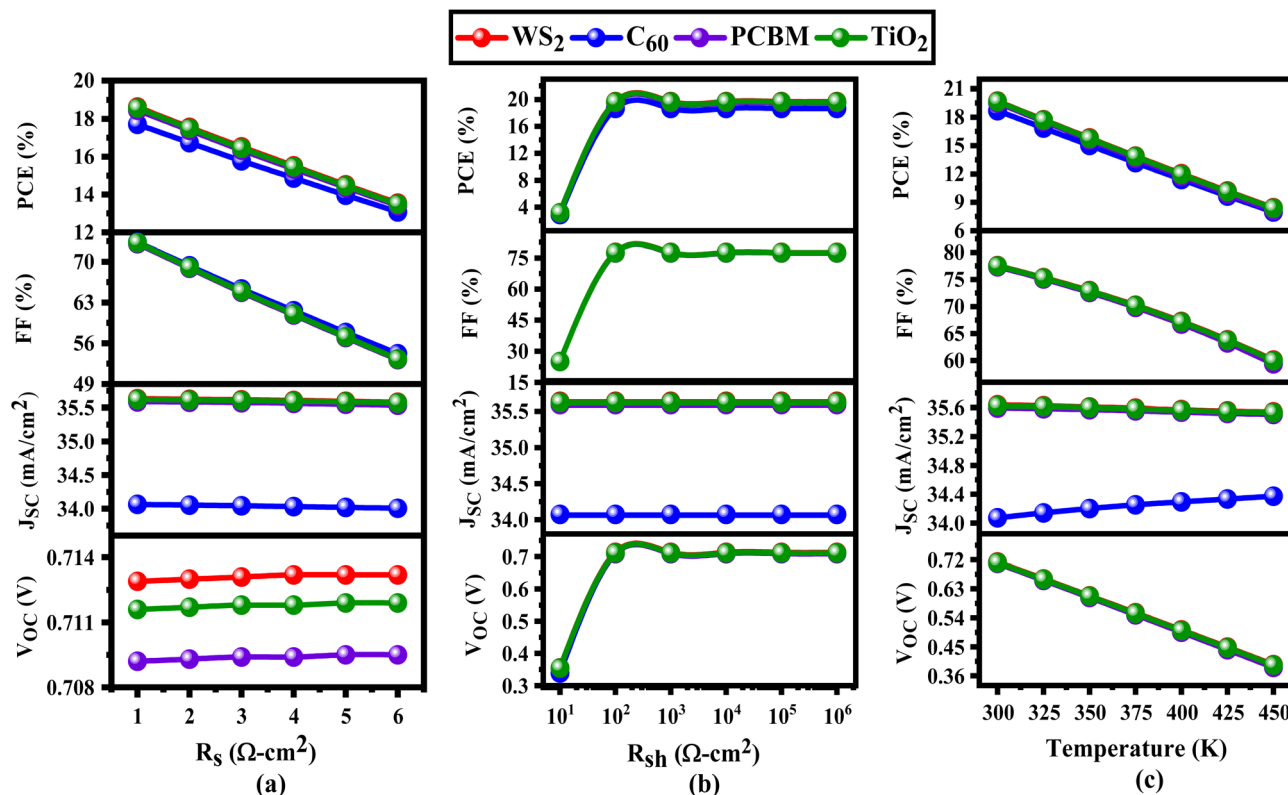 WS2 C60 PCBM TiO2
PCE (%)
20
18
16
14
12
FF (%)
70
63
56
49
JSC (mA/cm2)
35.5
35.0
34.5
34.0
VOC (V)
0.714
0.711
0.708
1 2 3 4 5 6
Rs (Ω-cm2)
(a)
PCE (%)
20
16
12
8
4
FF (%)
75
60
45
30
15
JSC (mA/cm2)
35.5
35.0
34.5
34.0
VOC (V)
0.7
0.6
0.5
0.4
0.3
10^1 10^2 10^3 10^4 10^5 10^6
Rsh (Ω-cm2)
(b)
PCE (%)
21
18
15
12
9
6
FF (%)
80
75
70
65
60
JSC (mA/cm2)
35.6
35.2
34.8
34.4
34.0
VOC (V)
0.72
0.63
0.54
0.45
0.36
300 325 350 375 400 425 450
Temperature (K)
(c)